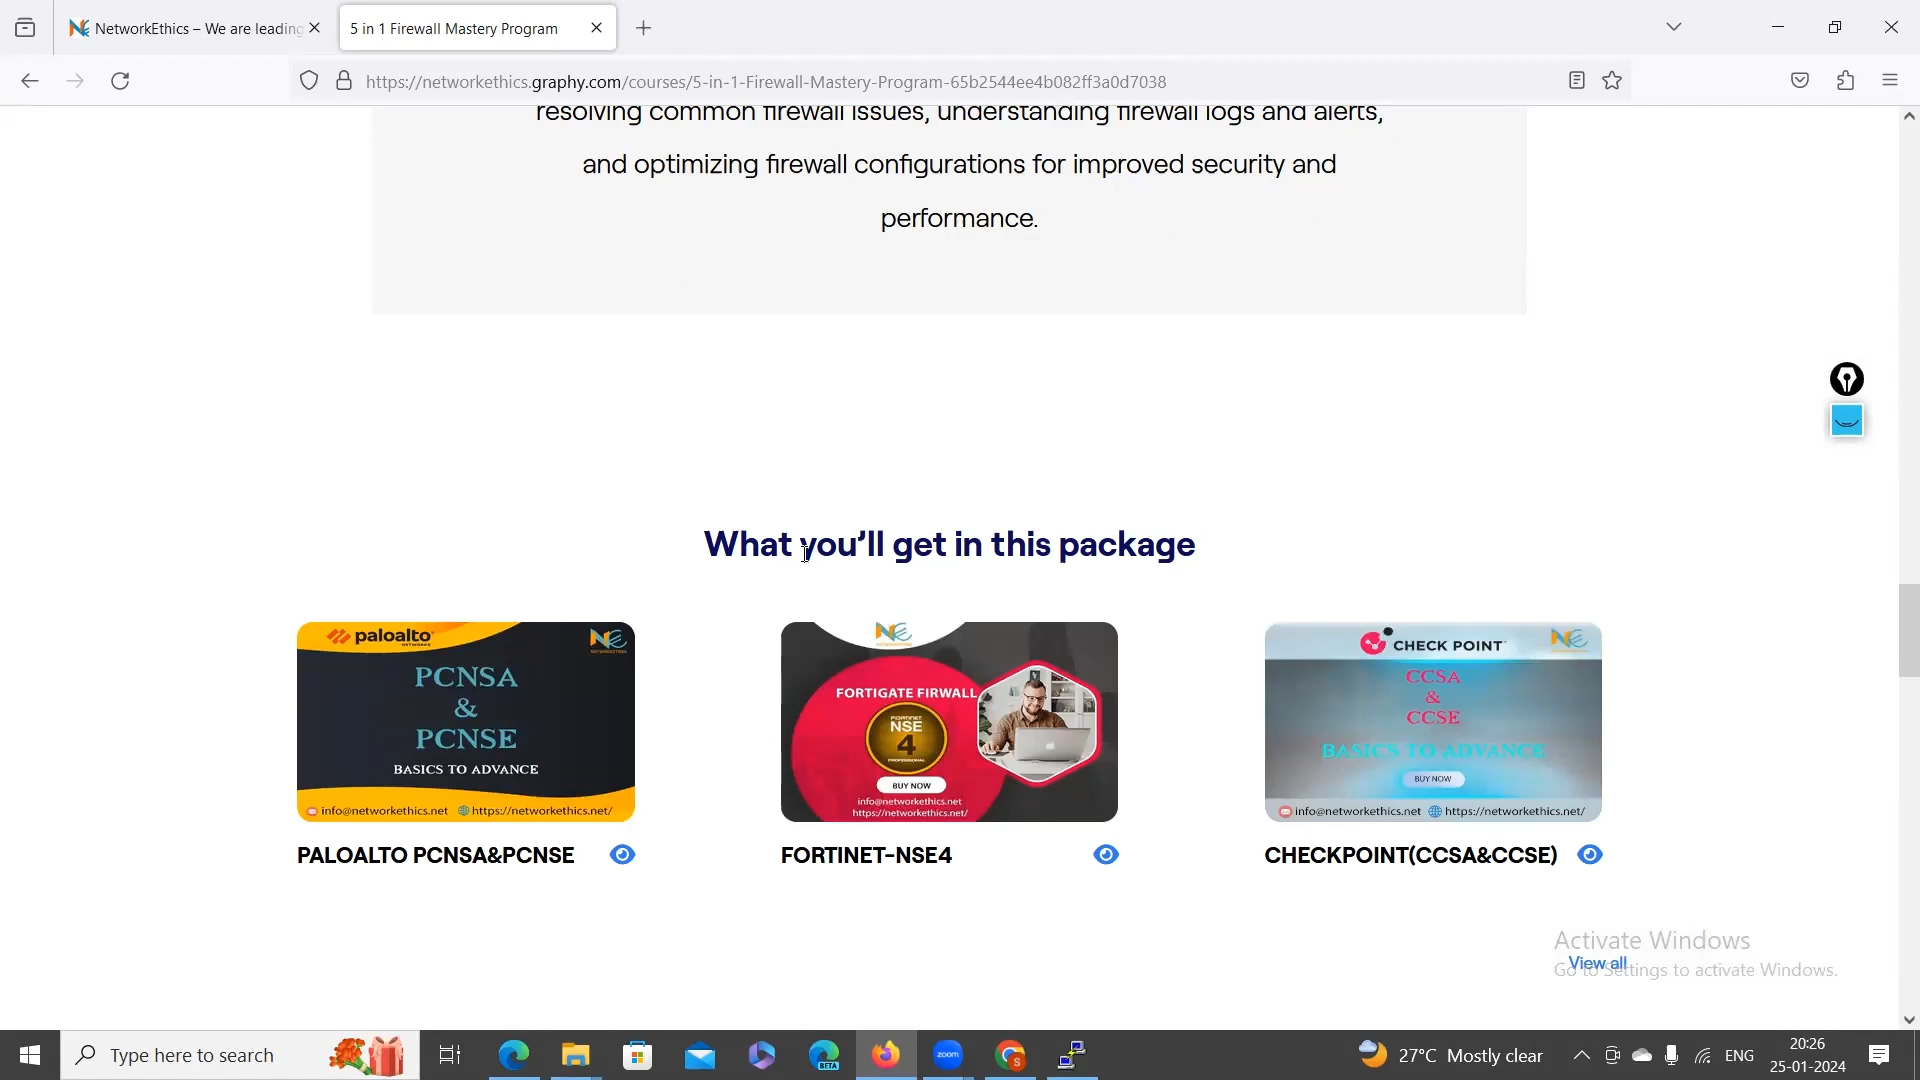 NetworkEthics – We are leading
5 in 1 Firewall Mastery Program
https://networkethics.graphy.com/courses/5-in-1-Firewall-Mastery-Program-65b2544ee4b082ff3a0d7038
resolving common firewall issues, understanding firewall logs and alerts,
and optimizing firewall configurations for improved security and
performance.
What you'll get in this package
paloalto
NETWORKS
PCNSA
&
PCNSE
BASICS TO ADVANCE
info@networkethics.net https://networkethics.net/
FORTIGATE FIRWALL
FORTINET
NSE
4
PROFESSIONAL
BUY NOW
info@networkethics.net
https://networkethics.net/
CHECK POINT
CCSA
&
CCSE
BASICS TO ADVANCE
BUY NOW
info@networkethics.net https://networkethics.net/
PALOALTO PCNSA&PCNSE
FORTINET-NSE4
CHECKPOINT(CCSA&CCSE)
Activate Windows
View all
Go to Settings to activate Windows.
Type here to search
BETA
zoom
S
27°C Mostly clear
ENG
20:26
25-01-2024